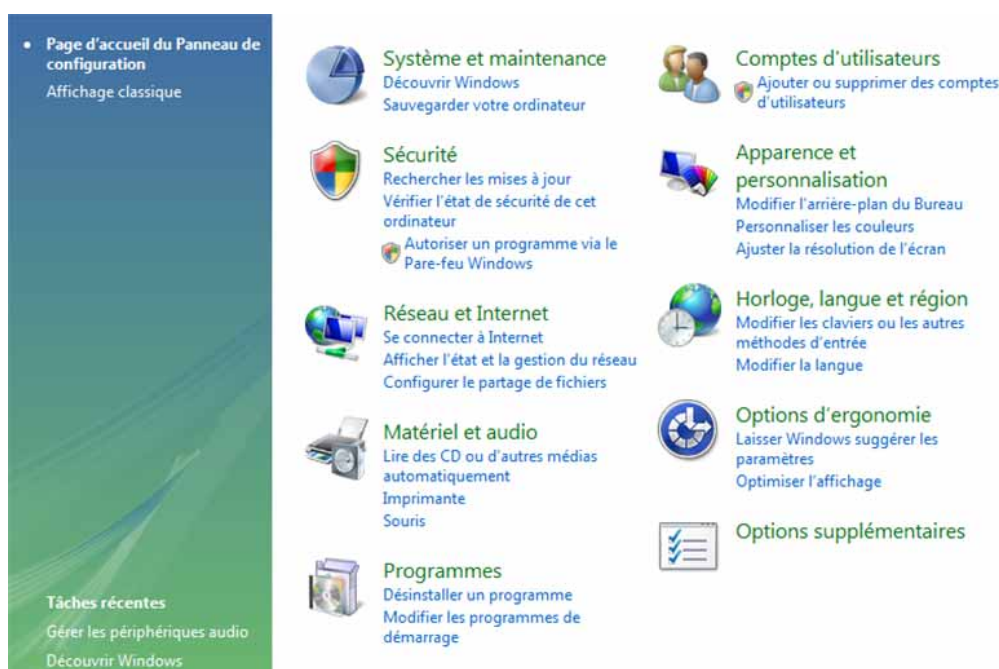 Page d'accueil du Panneau de
configuration
Affichage classique
Système et maintenance
Découvrir Windows
Sauvegarder votre ordinateur
Sécurité
Rechercher les mises à jour
Vérifier l'état de sécurité de cet
ordinateur
Autoriser un programme via le
Pare-feu Windows
Réseau et Internet
Se connecter à Internet
Afficher l'état et la gestion du réseau
Configurer le partage de fichiers
Matériel et audio
Lire des CD ou d'autres médias
automatiquement
Imprimante
Souris
Programmes
Désinstaller un programme
Modifier les programmes de
démarrage
Comptes d'utilisateurs
Ajouter ou supprimer des comptes
d'utilisateurs
Apparence et
personnalisation
Modifier l'arrière-plan du Bureau
Personnaliser les couleurs
Ajuster la résolution de l'écran
Horloge, langue et région
Modifier les claviers ou les autres
méthodes d'entrée
Modifier la langue
Options d'ergonomie
Laisser Windows suggérer les
paramètres
Optimiser l'affichage
Options supplémentaires
Tâches récentes
Gérer les périphériques audio
Découvrir Windows